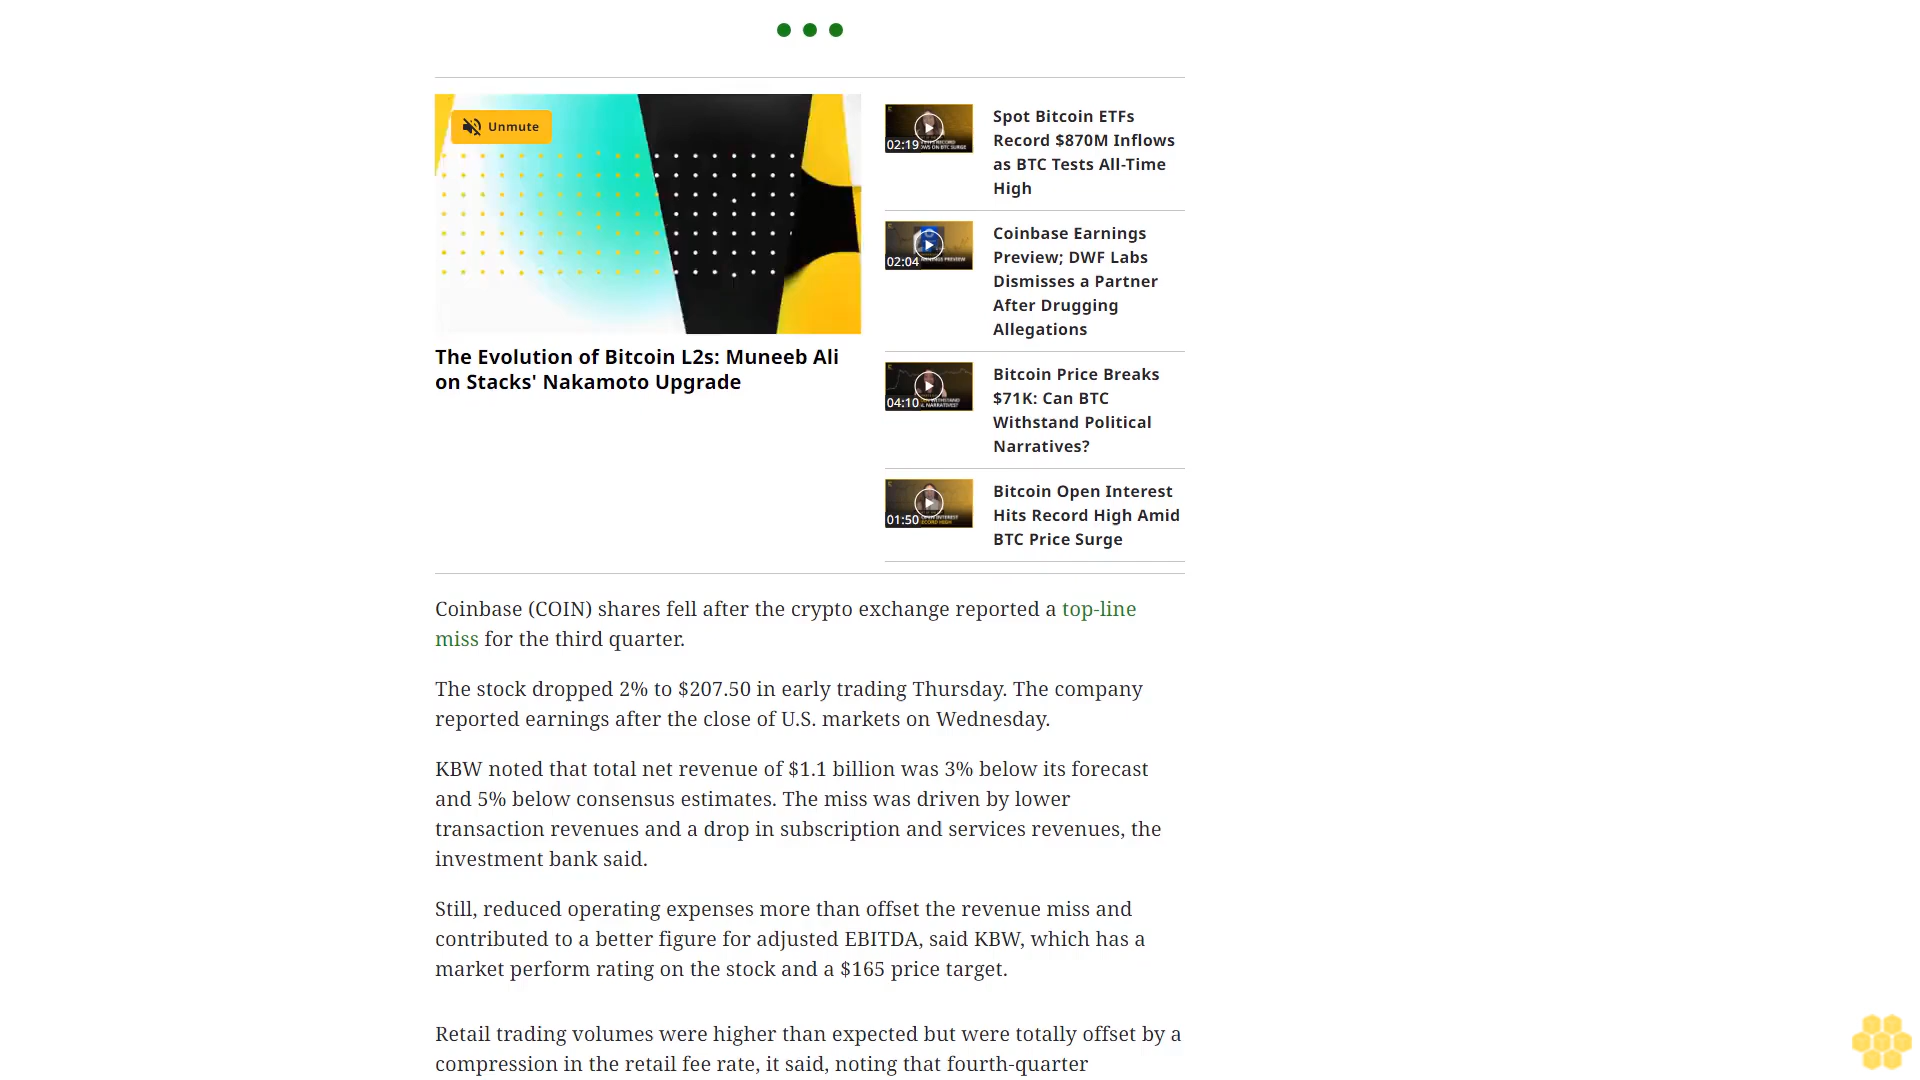 Unmute
The Evolution of Bitcoin L2s: Muneeb Ali
on Stacks' Nakamoto Upgrade
02:19
Spot Bitcoin ETFs
Record $870M Inflows
as BTC Tests All-Time
High
02:04
Coinbase Earnings
Preview; DWF Labs
Dismisses a Partner
After Drugging
Allegations
04:10
Bitcoin Price Breaks
$71K: Can BTC
Withstand Political
Narratives?
01:50
Bitcoin Open Interest
Hits Record High Amid
BTC Price Surge
Coinbase (COIN) shares fell after the crypto exchange reported a top-line
miss for the third quarter.
The stock dropped 2% to $207.50 in early trading Thursday. The company
reported earnings after the close of U.S. markets on Wednesday.
KBW noted that total net revenue of $1.1 billion was 3% below its forecast
and 5% below consensus estimates. The miss was driven by lower
transaction revenues and a drop in subscription and services revenues, the
investment bank said.
Still, reduced operating expenses more than offset the revenue miss and
contributed to a better figure for adjusted EBITDA, said KBW, which has a
market perform rating on the stock and a $165 price target.
Retail trading volumes were higher than expected but were totally offset by a
compression in the retail fee rate, it said, noting that fourth-quarter